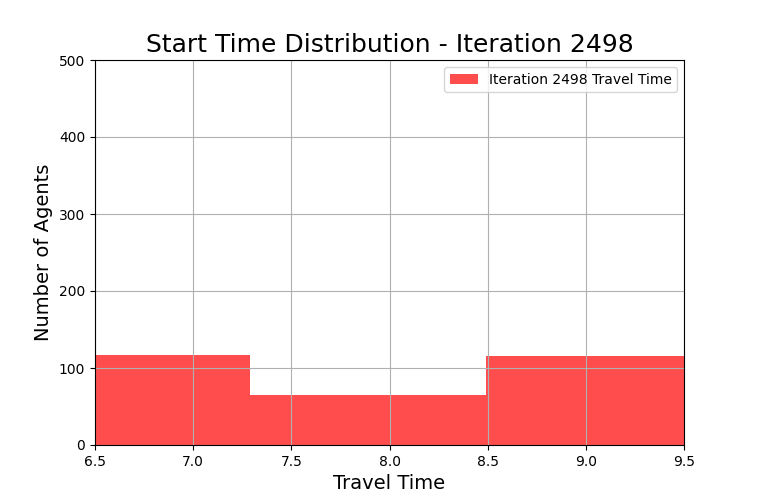 Start Time Distribution - Iteration 2498
Iteration 2498 Travel Time
Number of Agents
500
400
300
200
100
0
6.5 7.0 7.5 8.0 8.5 9.0 9.5
Travel Time